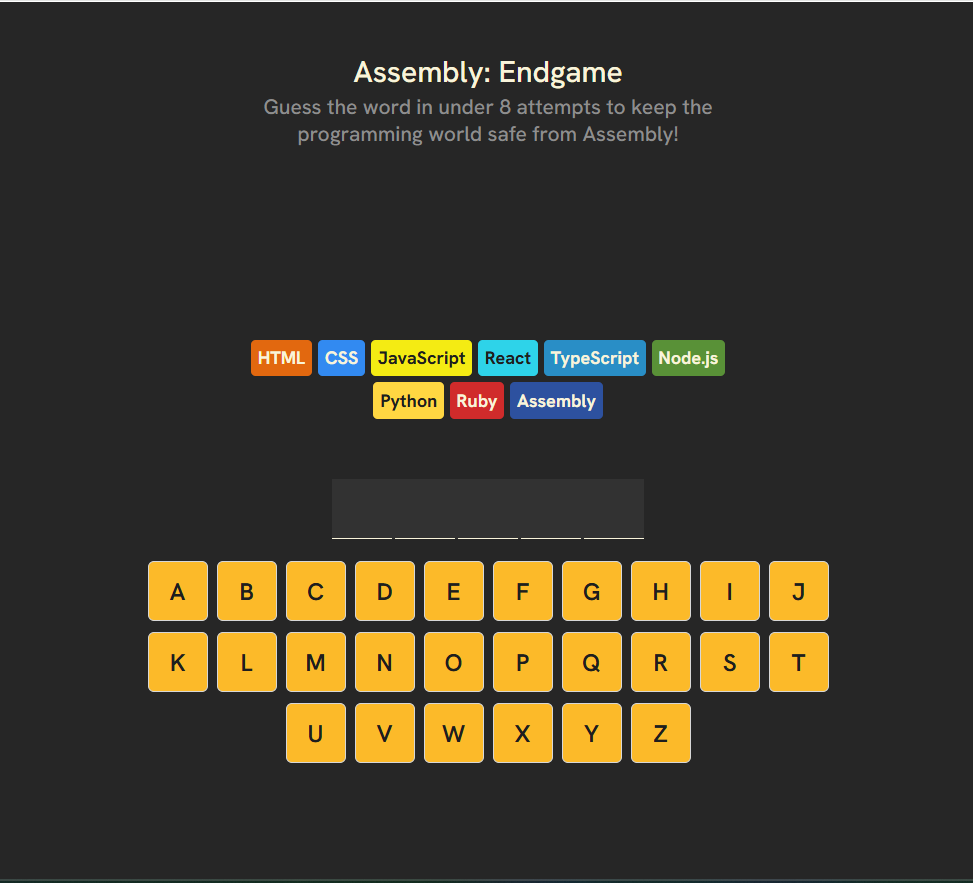 Assembly: Endgame
Guess the word in under 8 attempts to keep the
programming world safe from Assembly!
HTML CSS JavaScript React TypeScript Node.js
Python Ruby Assembly
A B C D E F G H I J
K L M N O P Q R S T
U V W X Y Z